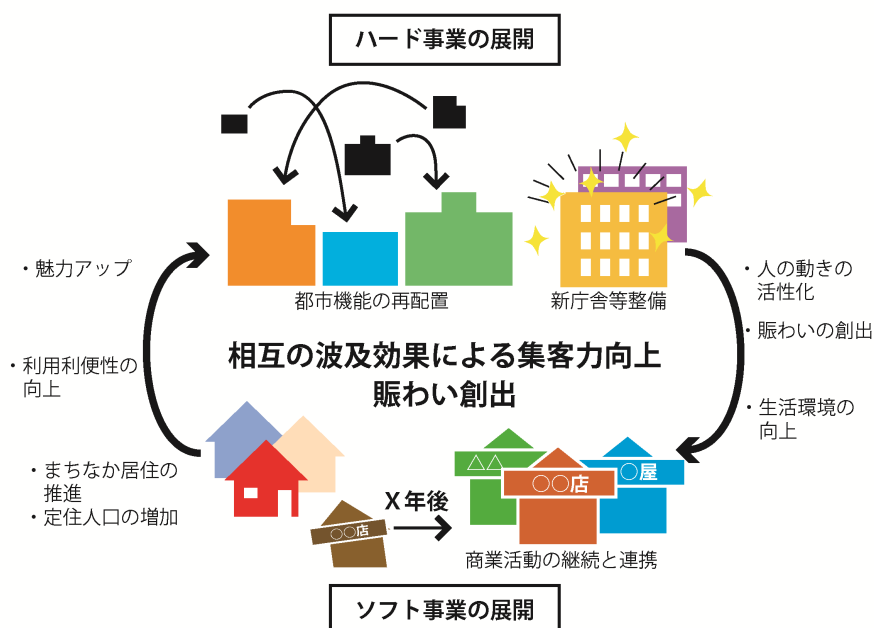 ハード事業の展開
都市機能の再配置
新庁舎等整備
・魅力アップ
・利用利便性の
向上
・人の動きの
活性化
・賑わいの創出
・生活環境の
向上
相互の波及効果による集客力向上
賑わい創出
・まちなか居住の
推進
・定住人口の増加
○○店
X年後
△△
○○店
○屋
商業活動の継続と連携
ソフト事業の展開